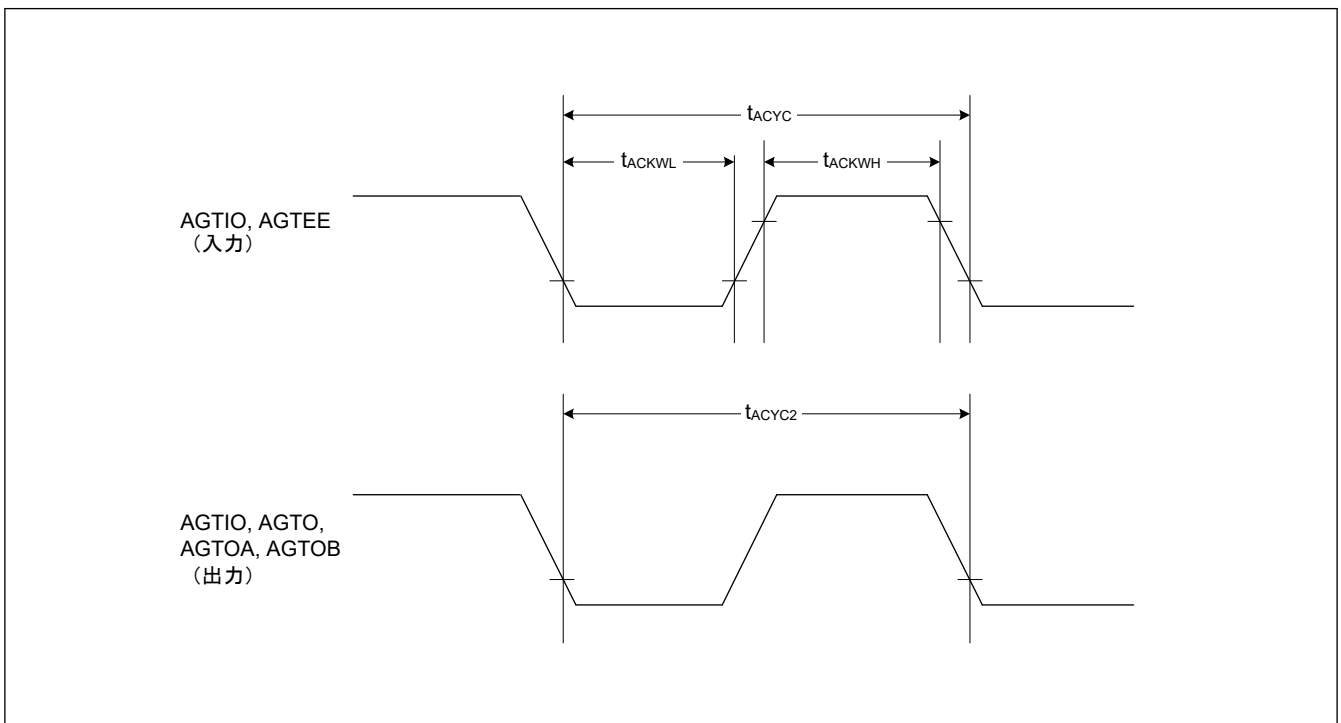 tACYC
tACKWL
tACKWH
AGTIO, AGTEE
（入力）
tACYC2
AGTIO, AGTO,
AGTOA, AGTOB
（出力）